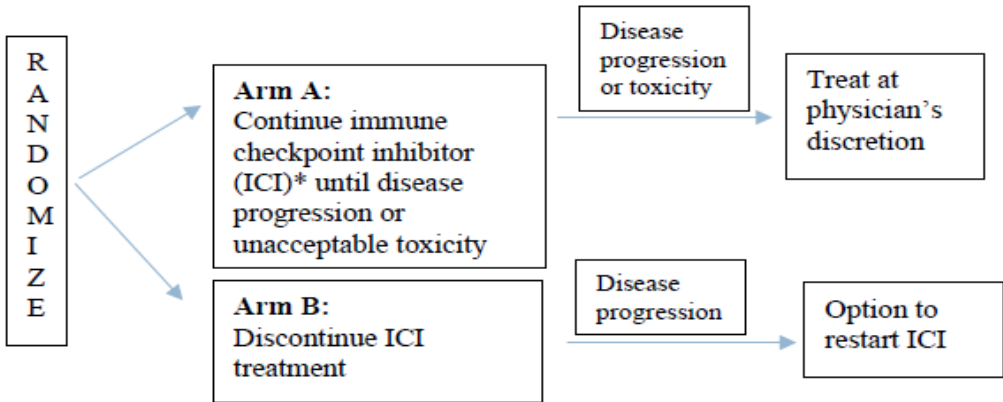 R
A
N
D
O
M
I
Z
E
Arm A:
Continue immune
checkpoint inhibitor
(ICI)* until disease
progression or
unacceptable toxicity
Disease
progression
or toxicity
Treat at
physician’s
discretion
Arm B:
Discontinue ICI
treatment
Disease
progression
Option to
restart ICI